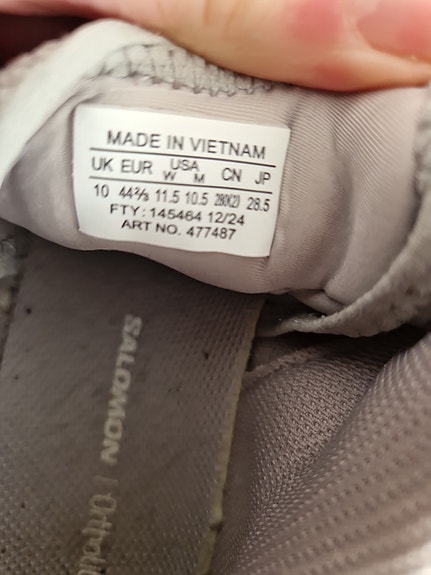 MADE IN VIETNAM
UK EUR USA W M CN JP
10 44⅔ 11.5 10.5 280(2) 28.5
FTY: 145464 12/24
ART NO. 477487
SALOMON | Ortholite